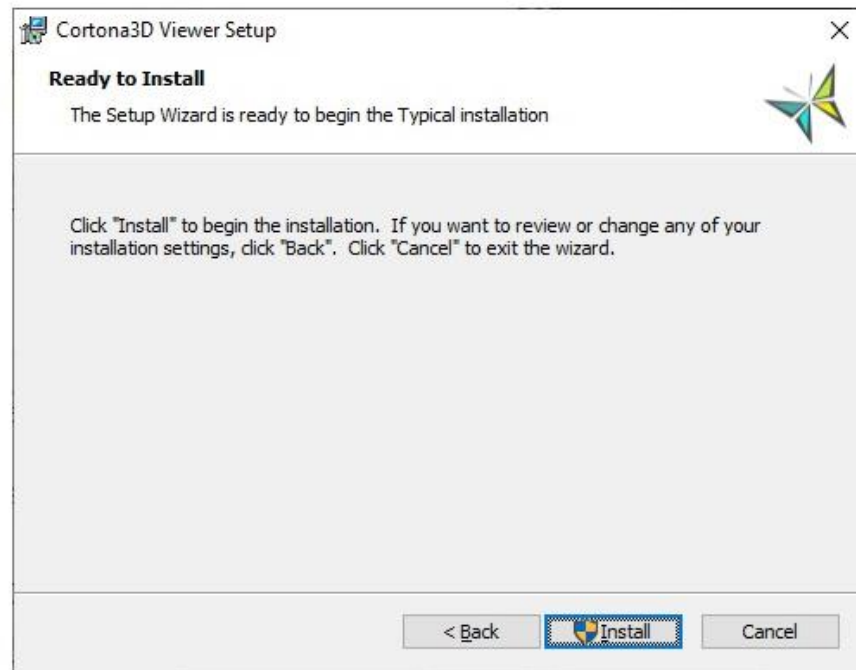 Cortona3D Viewer Setup
Ready to Install
The Setup Wizard is ready to begin the Typical installation
Click "Install" to begin the installation. If you want to review or change any of your
installation settings, click "Back". Click "Cancel" to exit the wizard.
< Back Install Cancel